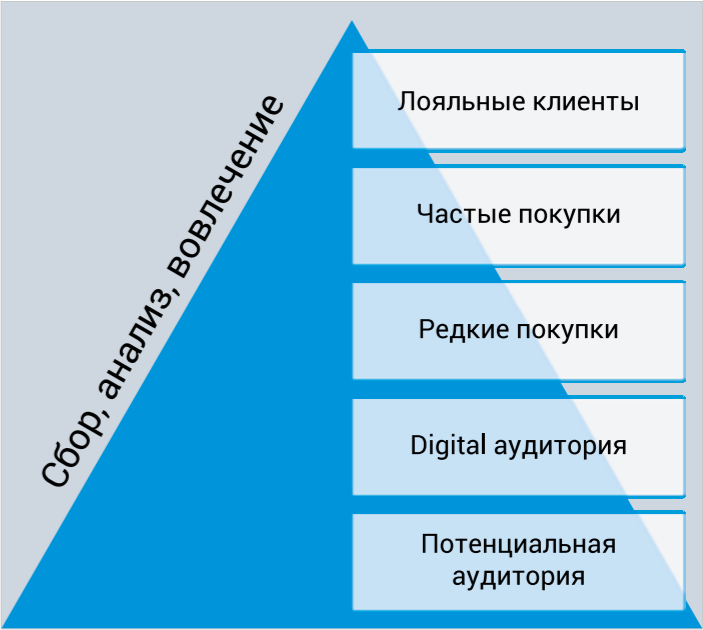 Сбор, анализ, вовлечение
Лояльные клиенты
Частые покупки
Редкие покупки
Digital аудитория
Потенциальная
аудитория